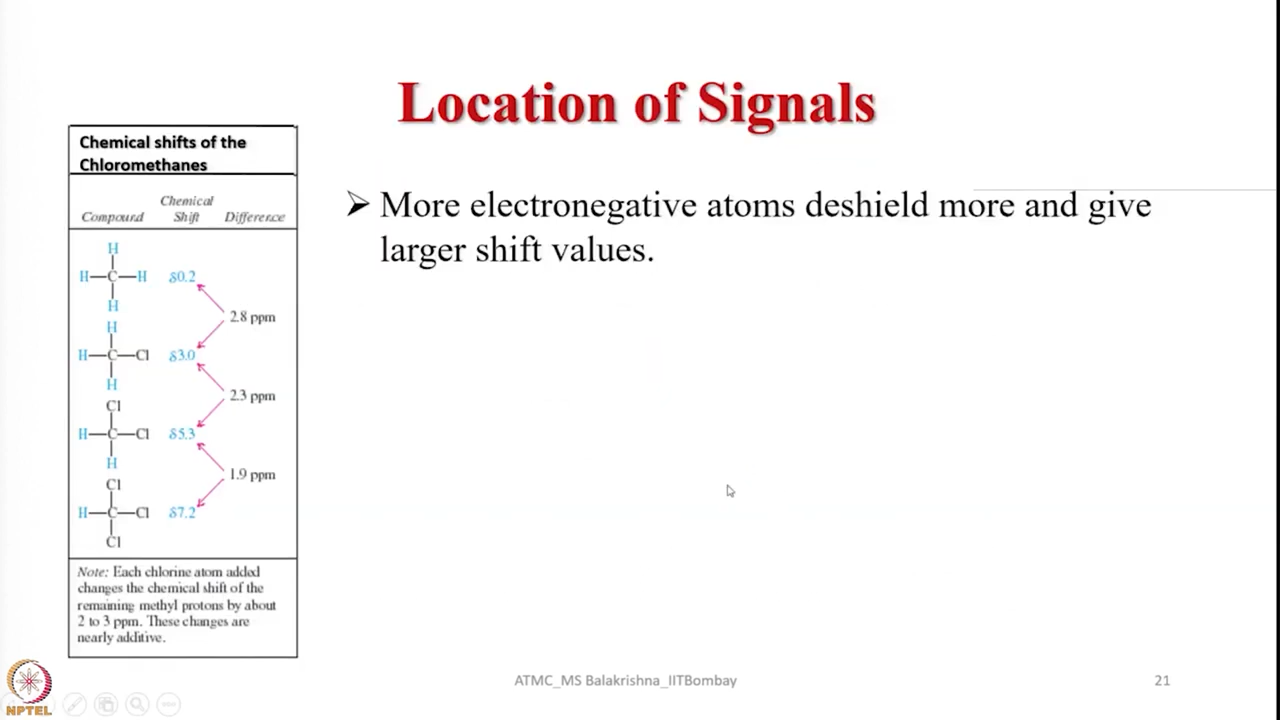 Location of Signals
Chemical shifts of the
Chloromethanes
Chemical
Compound Shift Difference
H
H—C—H δ0.2
H
2.8 ppm
H
H—C—Cl δ3.0
H
2.3 ppm
Cl
H—C—Cl δ5.3
H
1.9 ppm
Cl
H—C—Cl δ7.2
Cl
Note: Each chlorine atom added
changes the chemical shift of the
remaining methyl protons by about
2 to 3 ppm. These changes are
nearly additive.
➢ More electronegative atoms deshield more and give
larger shift values.
NPTEL
ATMC_MS Balakrishna_IITBombay
21